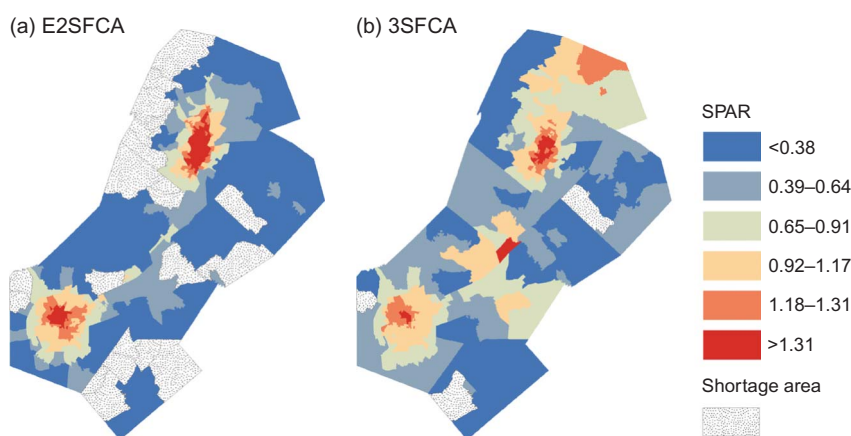 (a) E2SFCA
(b) 3SFCA
SPAR
<0.38
0.39–0.64
0.65–0.91
0.92–1.17
1.18–1.31
>1.31
Shortage area